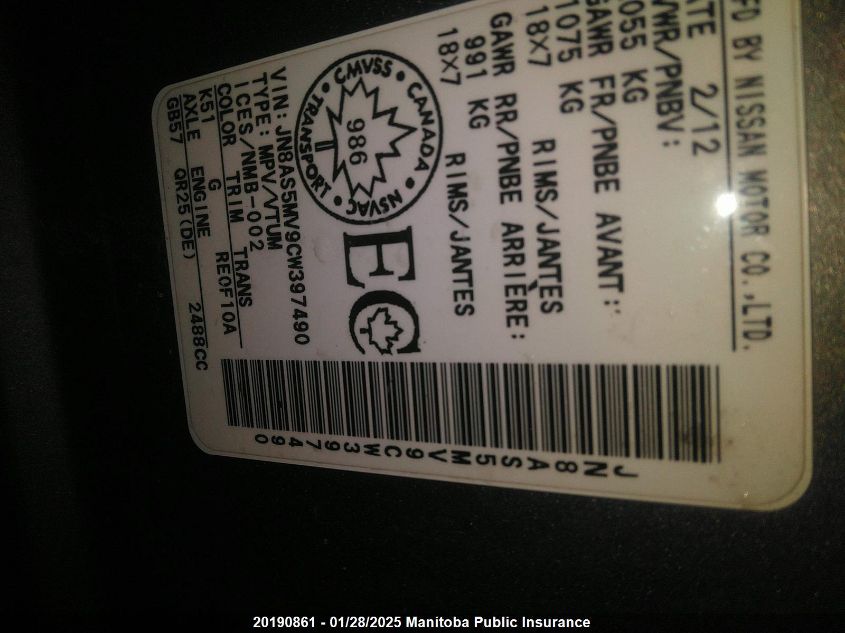 FD BY NISSAN MOTOR CO.,LTD.
ATE 2/12
VWR/PNBV:
055 KG
GAWR FR/PNBE AVANT:
1075 KG
18X7 RIMS/JANTES
GAWR RR/PNBE ARRIÈRE:
991 KG
18X7 RIMS/JANTES
CMVSS • CANADA • NSVAC • TRANSPORT •
986
EC
VIN: JN8AS5MV9CW397490
TYPE: MPV/VTUM
ICES/NMB-002
COLOR TRIM TRANS
K51 G RE0F10A
AXLE ENGINE
GB57 QR25(DE) 2488CC
JN8AS5MV9CW397490
20190861 - 01/28/2025 Manitoba Public Insurance